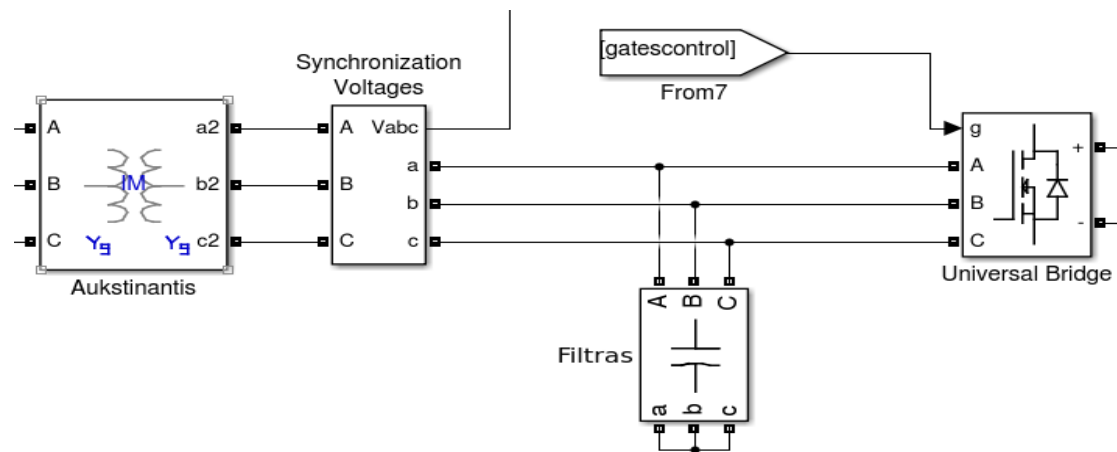 [gatescontrol]
From7
Synchronization
Voltages
A
B
C
a2
b2
c2
IM
Yg
Yg
Aukstinantis
A
B
C
Vabc
a
b
c
g
A
B
C
+
-
Universal Bridge
A B C
Filtras
a b c